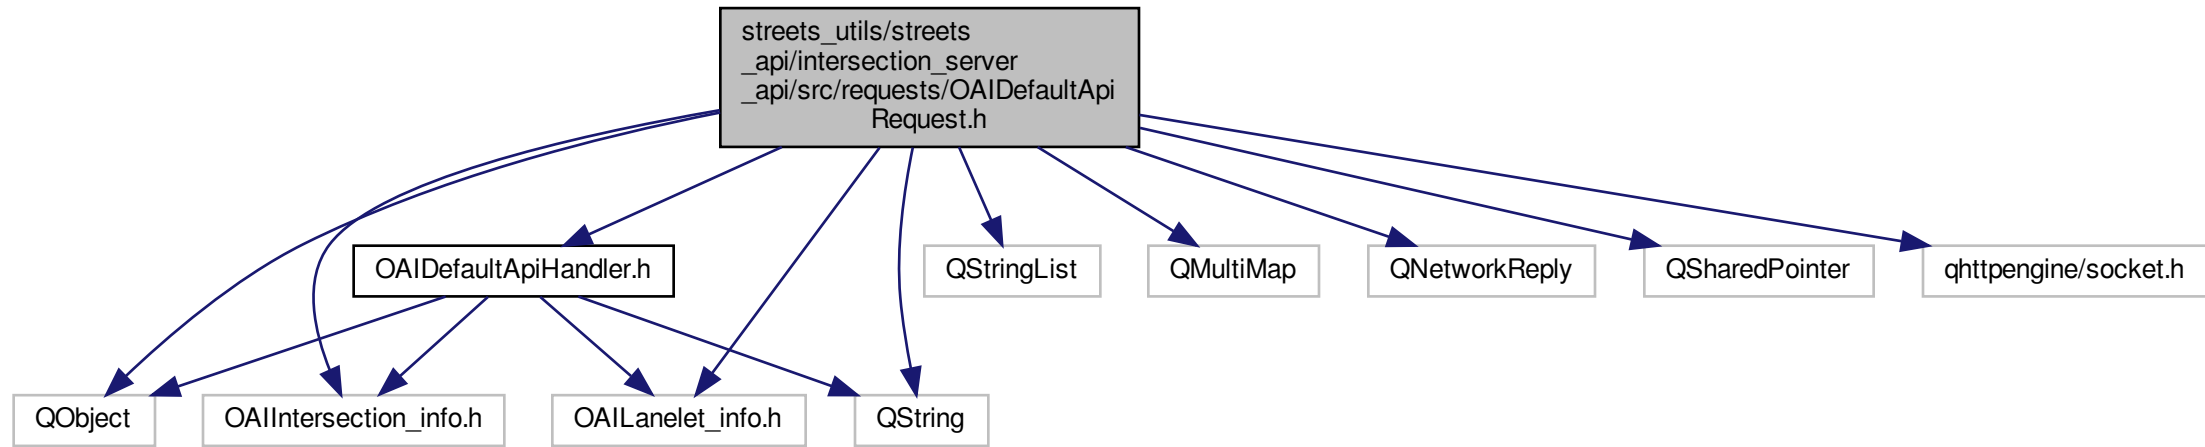 streets_utils/streets
_api/intersection_server
_api/src/requests/OAIDefaultApi
Request.h
OAIDefaultApiHandler.h
QStringList
QMultiMap
QNetworkReply
QSharedPointer
qhttpengine/socket.h
QObject
OAIIntersection_info.h
OAILanelet_info.h
QString